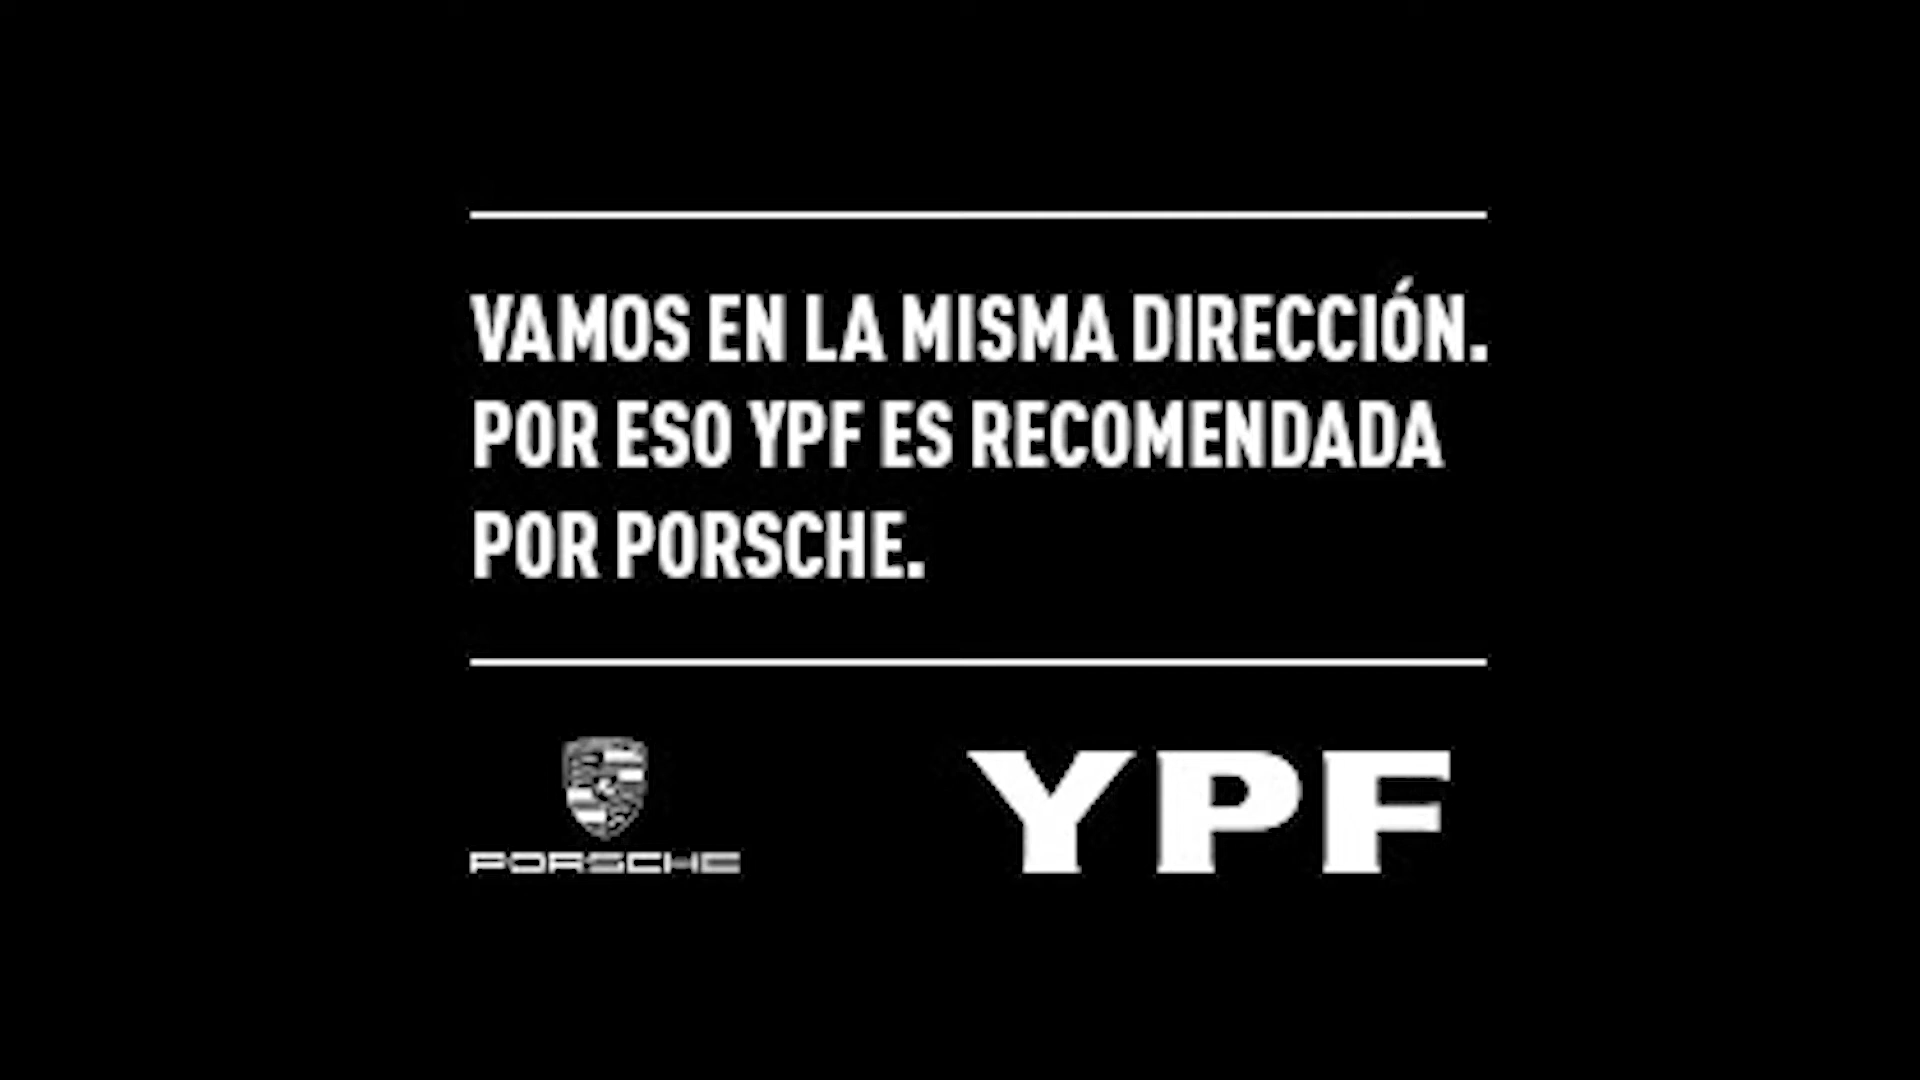 VAMOS EN LA MISMA DIRECCIÓN.
POR ESO YPF ES RECOMENDADA
POR PORSCHE.
PORSCHE
YPF